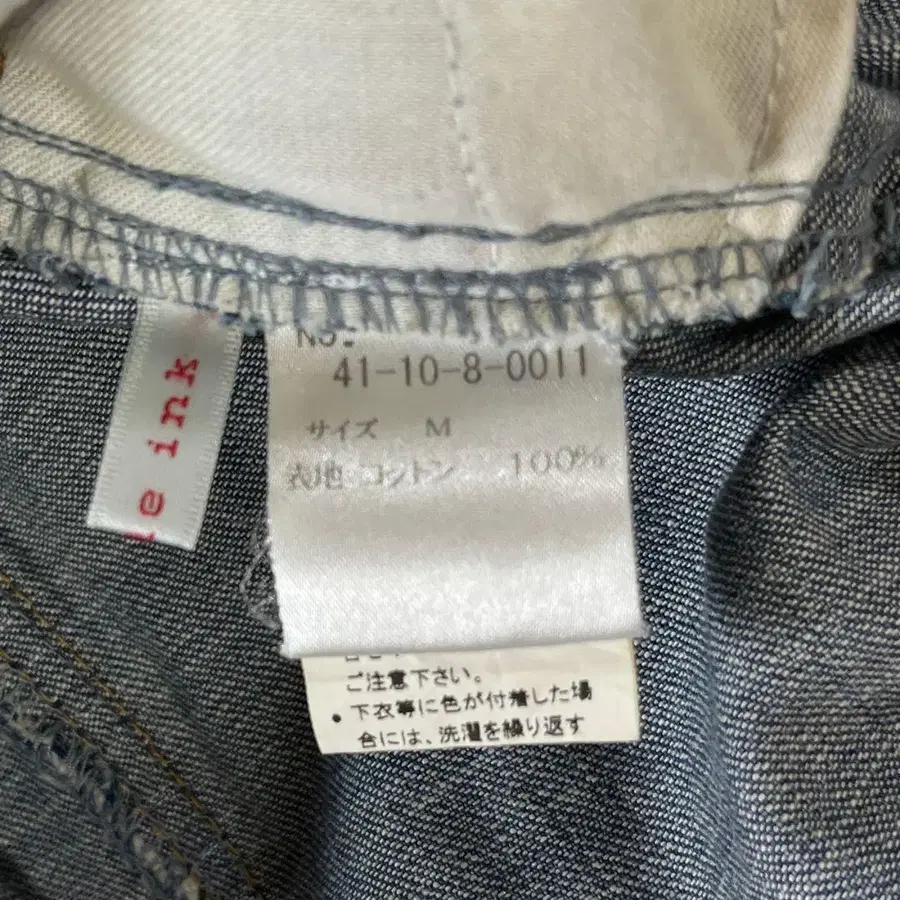 No.
41-10-8-0011
サイズ M
表地 コットン 100%
ink
ご注意下さい。
• 下衣等に色が付着した場
合には、洗濯を繰り返す